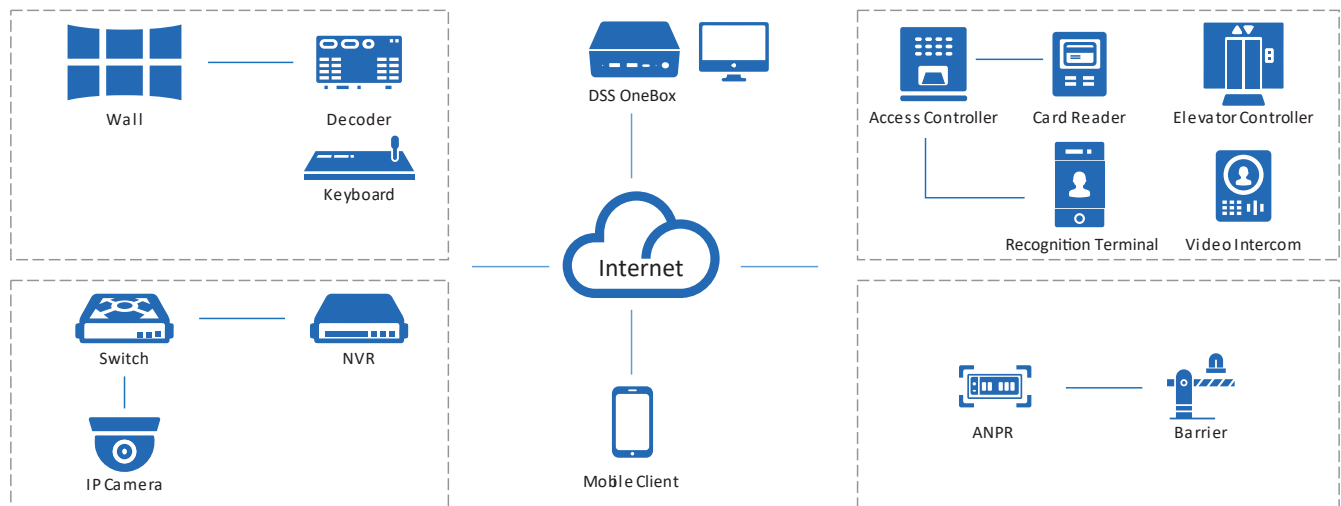 Wall
Decoder
Keyboard
DSS OneBox
Access Controller
Card Reader
Elevator Controller
Recognition Terminal
Video Intercom
Internet
Switch
NVR
IP Camera
Mobile Client
ANPR
Barrier